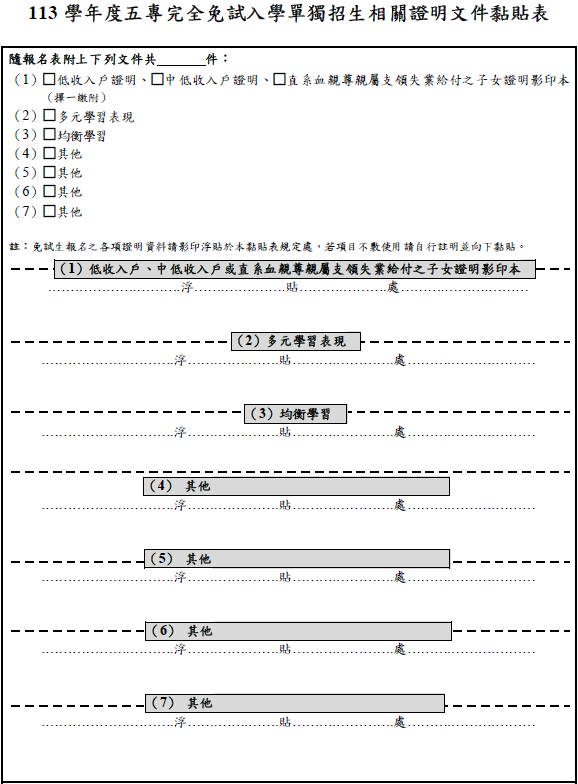 113 學年度五專完全免試入學單獨招生相關證明文件黏貼表
隨報名表附上下列文件共_______件：
（1）□低收入戶證明、□中低收入戶證明、□直系血親尊親屬支領失業給付之子女證明影印本
（擇一繳附）
（2）□多元學習表現
（3）□均衡學習
（4）□其他
（5）□其他
（6）□其他
（7）□其他
註：免試生報名之各項證明資料請影印浮貼於本黏貼表規定處，若項目不敷使用請自行註明並向下黏貼。
（1）低收入戶、中低收入戶或直系血親尊親屬支領失業給付之子女證明影印本
…………………………浮…………………貼…………………處…………………………
（2）多元學習表現
…………………………浮…………………貼…………………處…………………………
（3）均衡學習
…………………………浮…………………貼…………………處…………………………
（4） 其他
…………………………浮…………………貼…………………處…………………………
（5） 其他
…………………………浮…………………貼…………………處…………………………
（6） 其他
…………………………浮…………………貼…………………處…………………………
（7） 其他
…………………………浮…………………貼…………………處…………………………